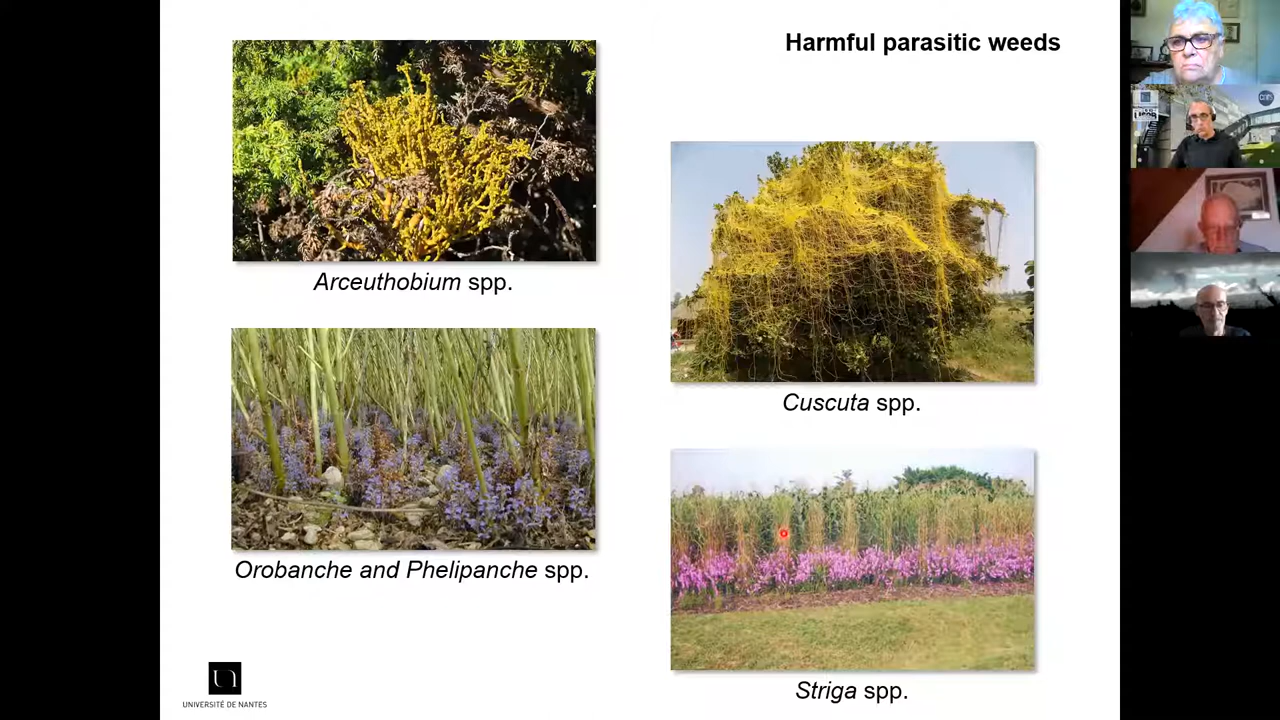 Harmful parasitic weeds
Arceuthobium spp.
Cuscuta spp.
Orobanche and Phelipanche spp.
Striga spp.
UNIVERSITÉ DE NANTES